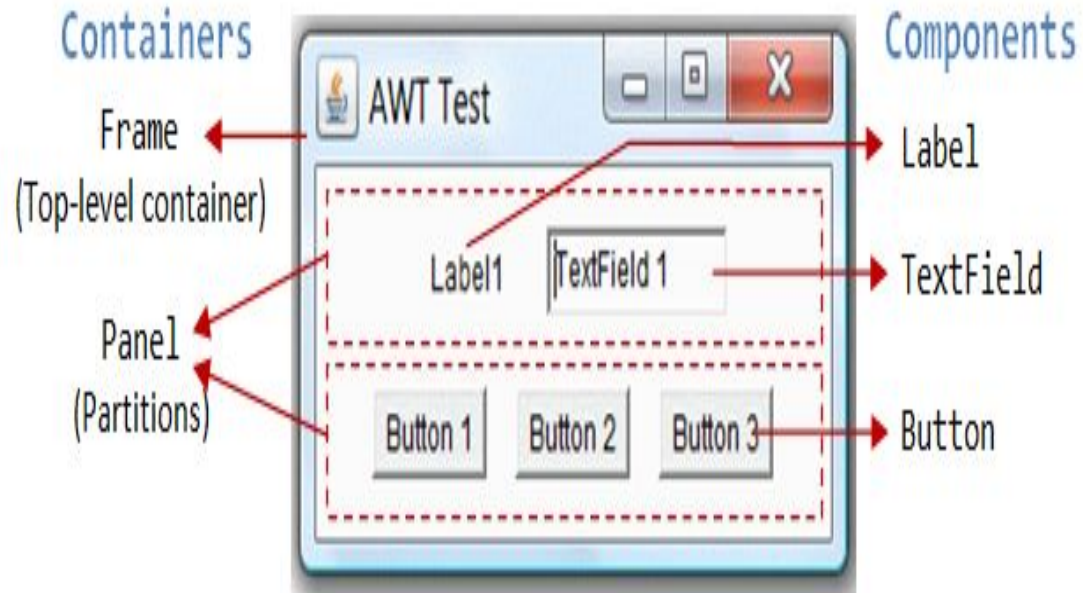 Containers
Components
AWT Test
Frame
(Top-level container)
Label
Label1
TextField 1
TextField
Panel
(Partitions)
Button 1
Button 2
Button 3
Button